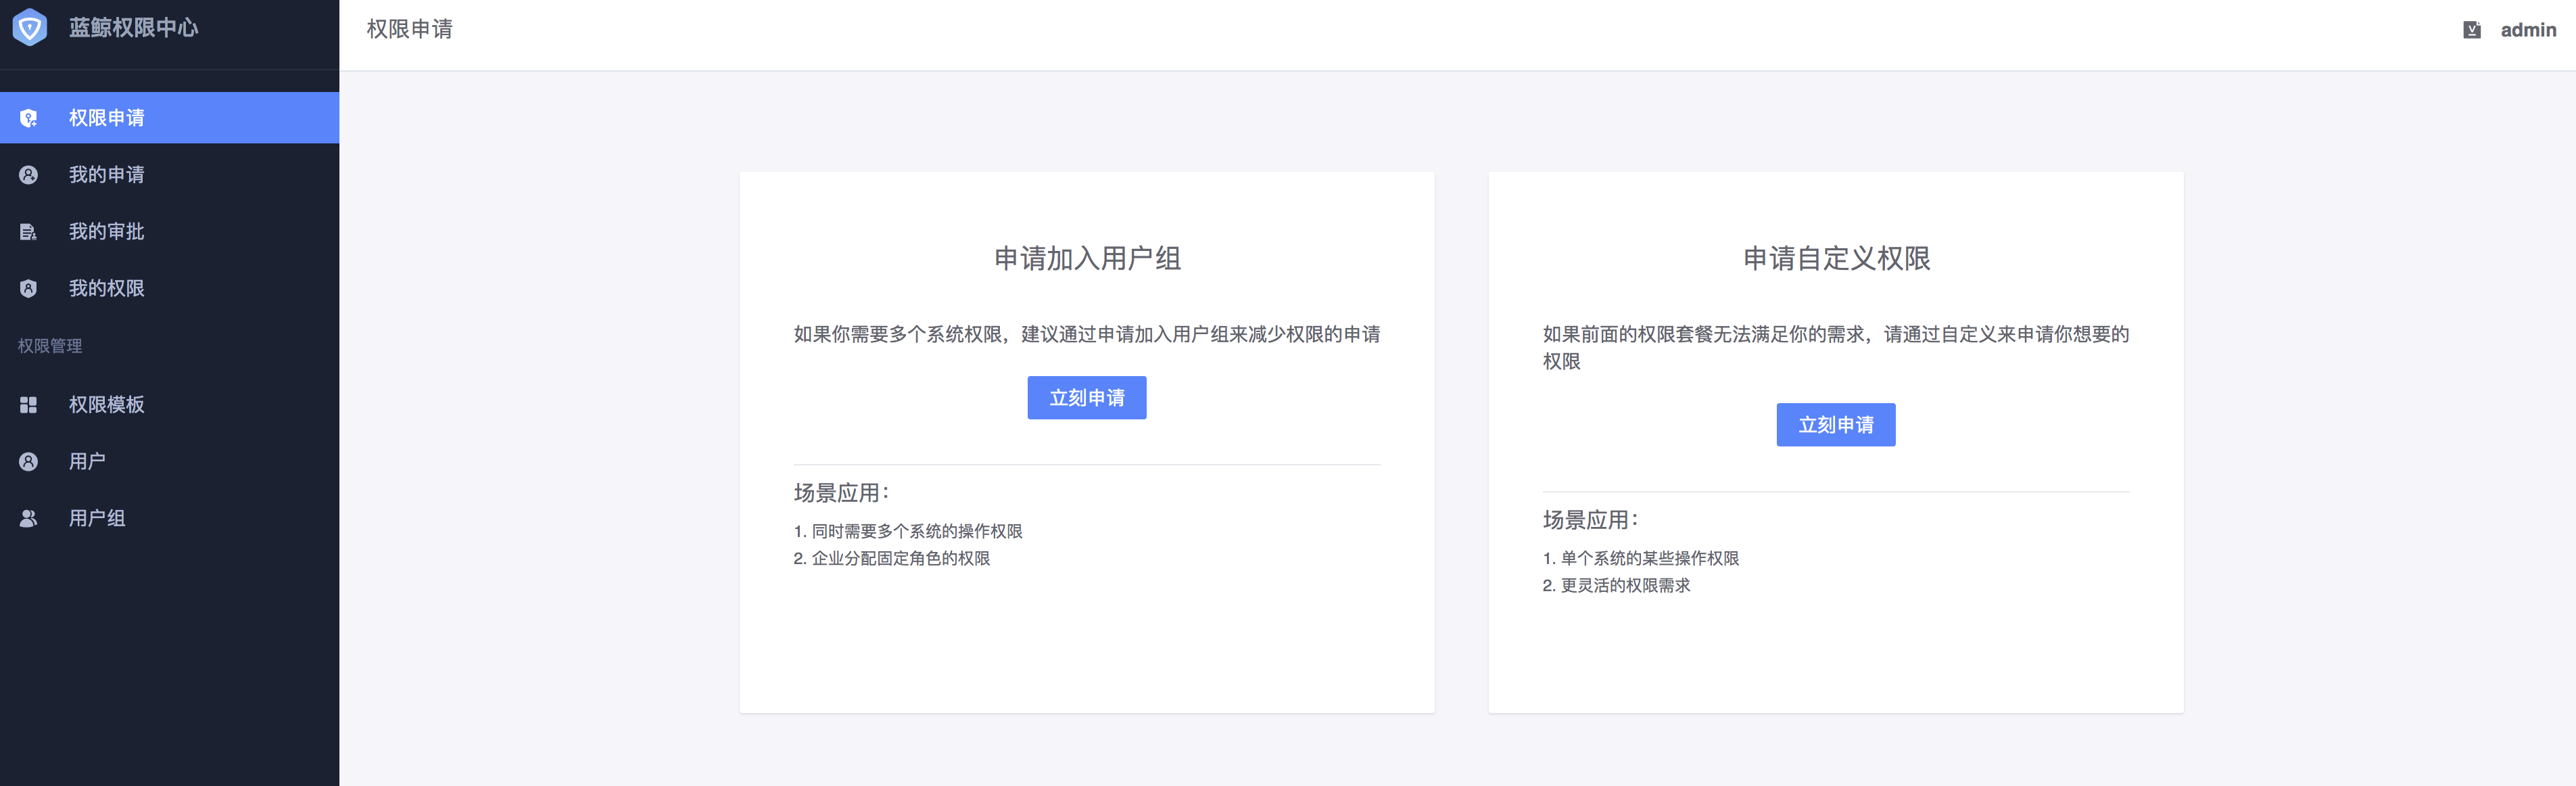 蓝鲸权限中心
权限申请
admin
权限申请
我的申请
我的审批
我的权限
权限管理
权限模板
用户
用户组
申请加入用户组
如果你需要多个系统权限，建议通过申请加入用户组来减少权限的申请
立刻申请
场景应用：
1. 同时需要多个系统的操作权限
2. 企业分配固定角色的权限
申请自定义权限
如果前面的权限套餐无法满足你的需求，请通过自定义来申请你想要的
权限
立刻申请
场景应用：
1. 单个系统的某些操作权限
2. 更灵活的权限需求